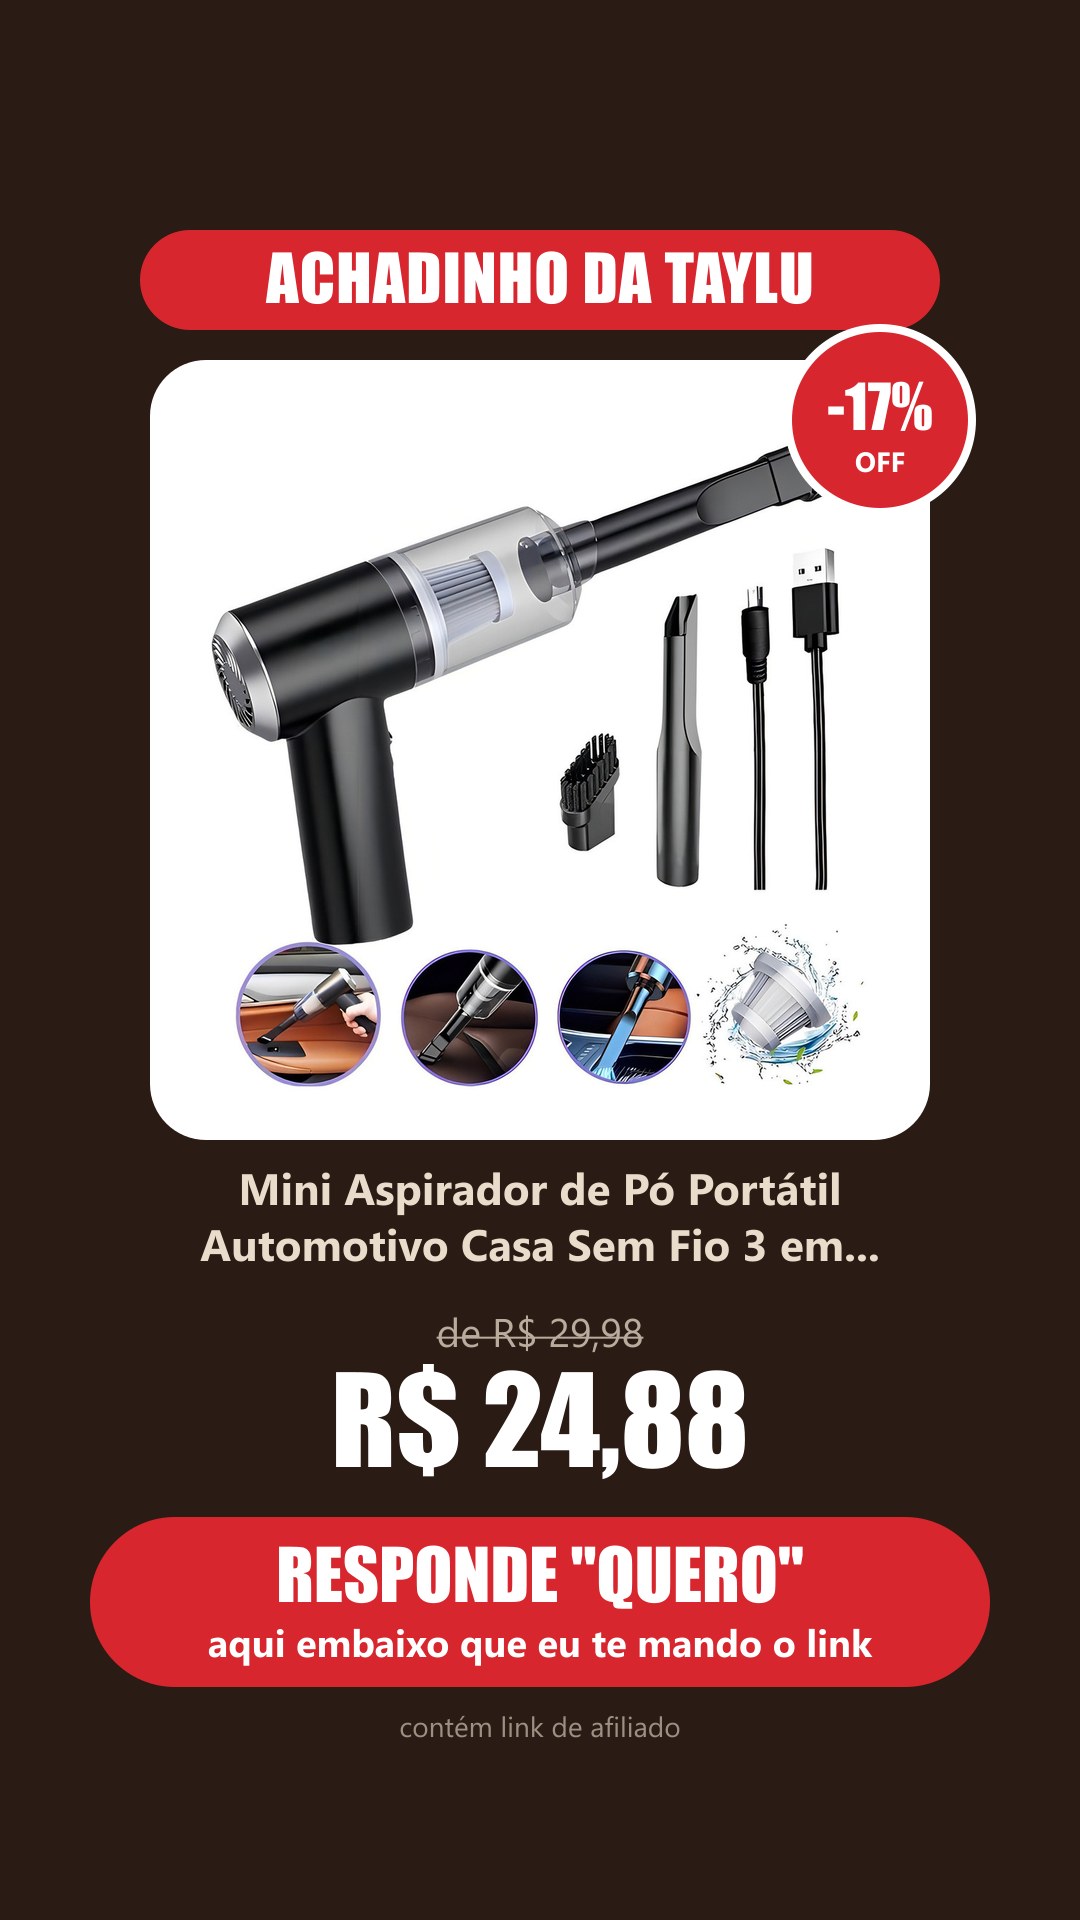 ACHADINHO DA TAYLU
-17%
OFF
Mini Aspirador de Pó Portátil
Automotivo Casa Sem Fio 3 em...
de R$ 29,98
R$ 24,88
RESPONDE "QUERO"
aqui embaixo que eu te mando o link
contém link de afiliado